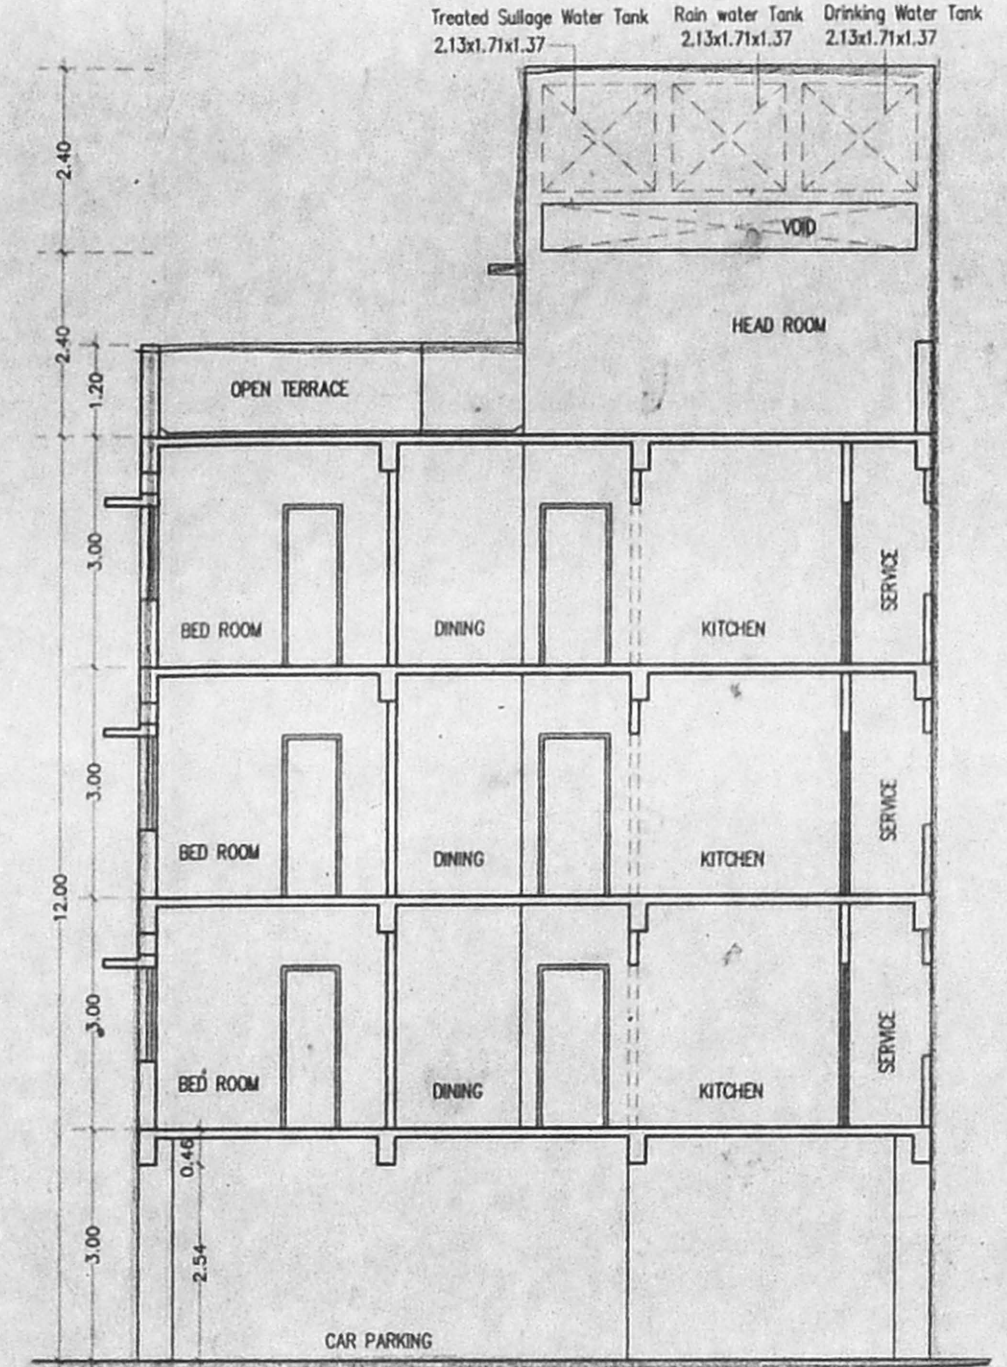 Treated Sullage Water Tank
2.13x1.71x1.37
Rain water Tank
2.13x1.71x1.37
Drinking Water Tank
2.13x1.71x1.37
2.40
VOID
HEAD ROOM
2.40
1.20
OPEN TERRACE
3.00
BED ROOM
DINING
KITCHEN
SERVICE
3.00
BED ROOM
DINING
KITCHEN
SERVICE
12.00
3.00
BED ROOM
DINING
KITCHEN
SERVICE
0.46
3.00
2.54
CAR PARKING